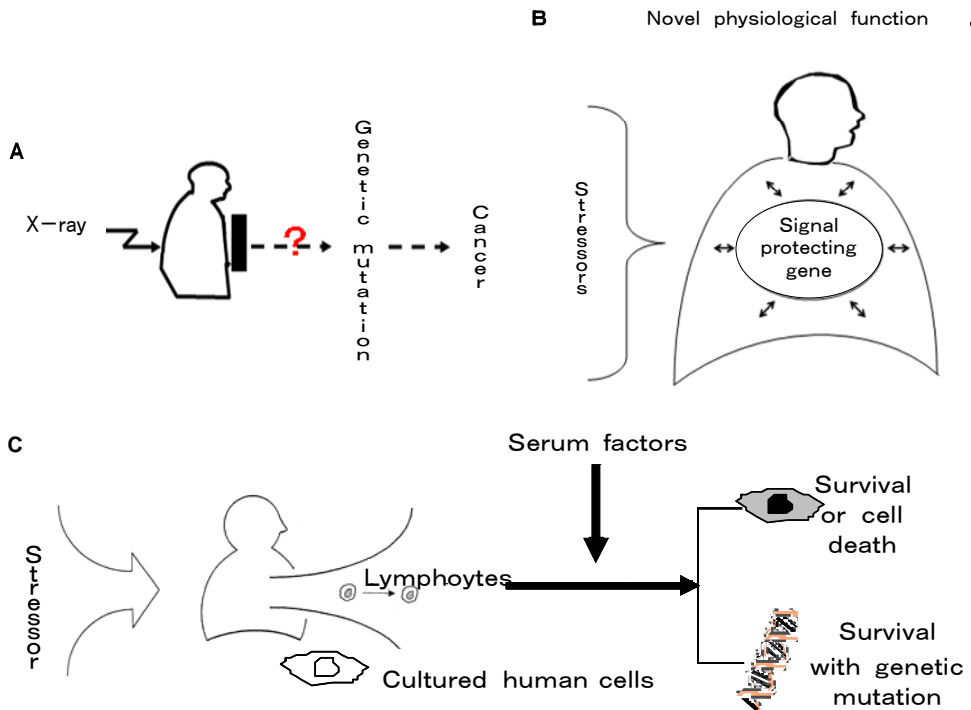 A
X-ray
?
Genetic mutation
Cancer
B
Novel physiological function
Stressors
Signal
protecting
gene
C
Stressor
Serum factors
Lymphoytes
Cultured human cells
Survival
or cell
death
Survival
with genetic
mutation